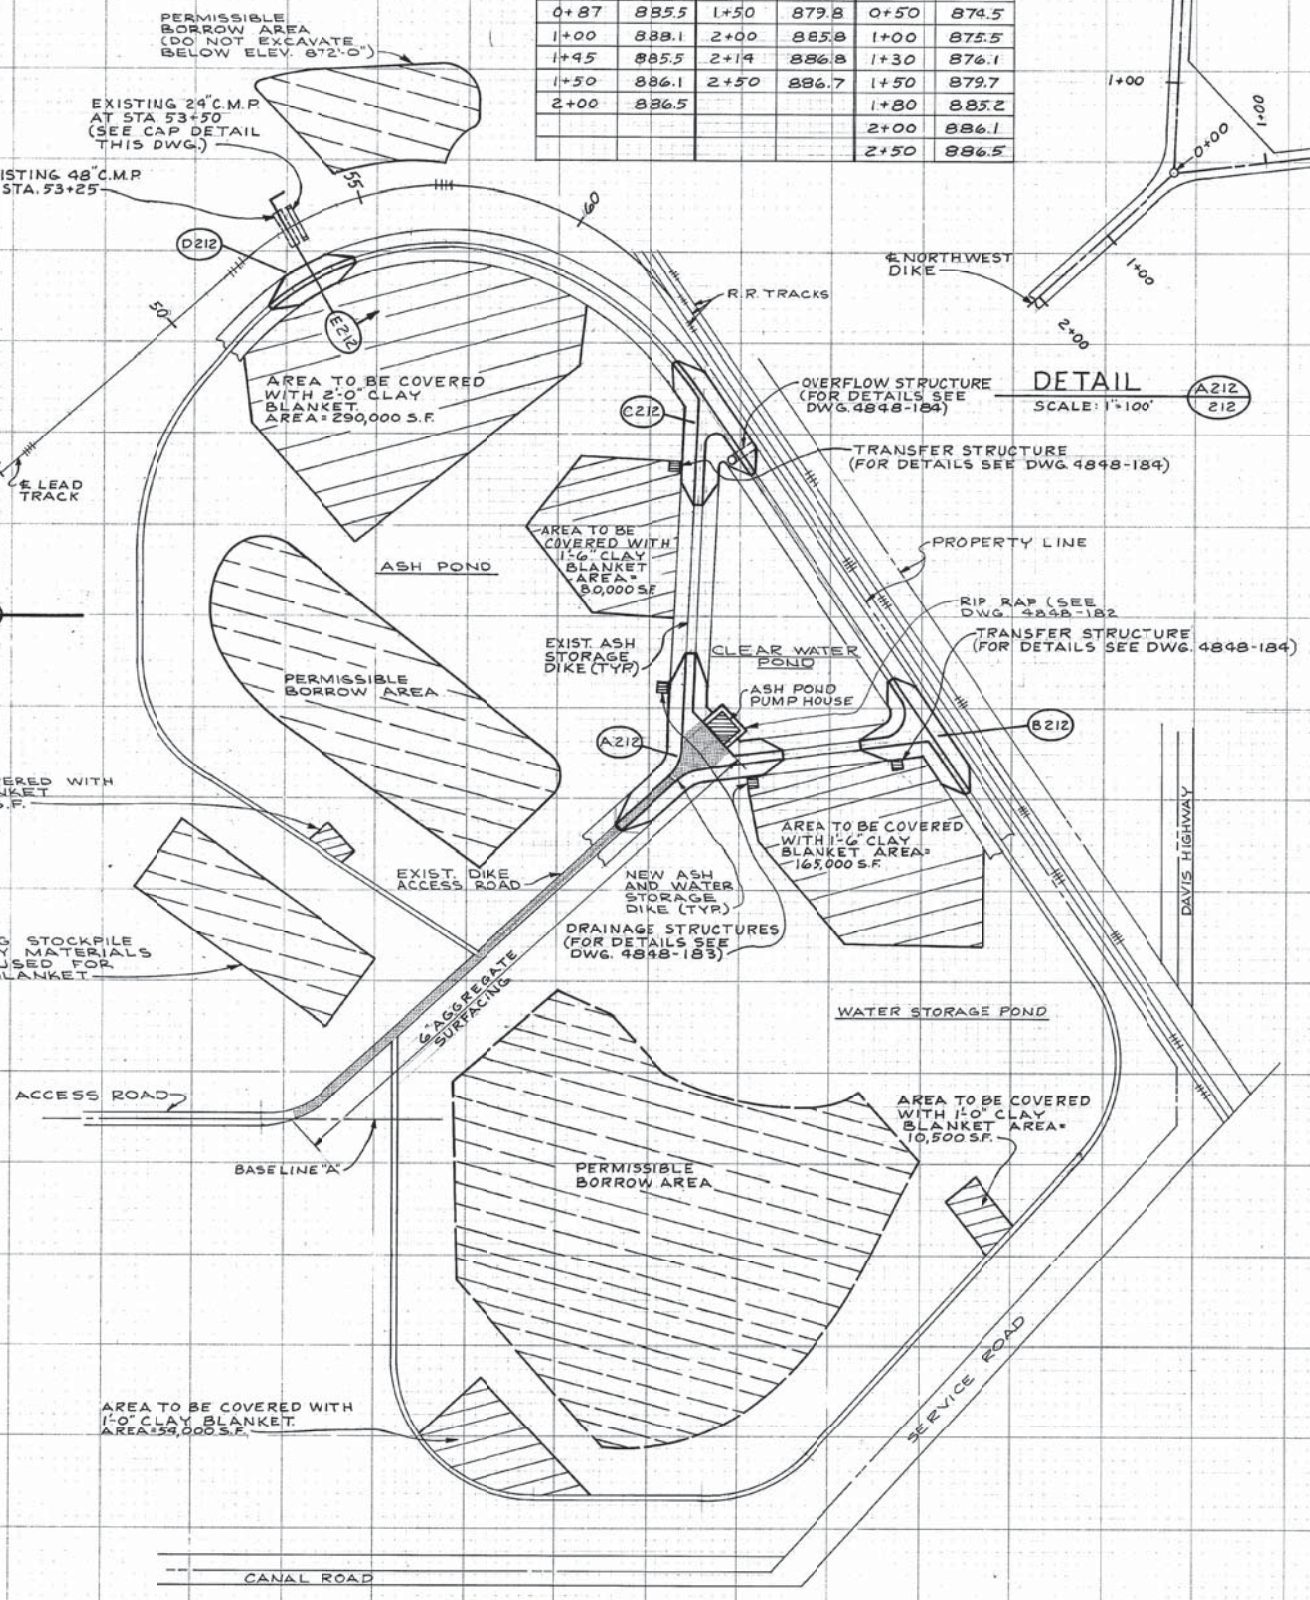 PERMISSIBLE
BORROW AREA
(DO NOT EXCAVATE
BELOW ELEV. 872'-0")
0+87 885.5 1+50 879.8 0+50 874.5
1+00 888.1 2+00 885.8 1+00 875.5
1+45 885.5 2+14 886.8 1+30 876.1
1+50 886.1 2+50 886.7 1+50 879.7
2+00 886.5 1+80 885.2
2+00 886.1
2+50 886.5
1+00
1+00
0+00
1+00
2+00
℄ NORTHWEST
DIKE
DETAIL
SCALE: 1"=100'
A212
212
EXISTING 24" C.M.P.
AT STA 53+50
(SEE CAP DETAIL
THIS DWG.)
ISTING 48" C.M.P.
STA. 53+25
D212
E212
50
55
60
R.R. TRACKS
℄ LEAD
TRACK
AREA TO BE COVERED
WITH 2'-0" CLAY
BLANKET
AREA=290,000 S.F.
C212
OVERFLOW STRUCTURE
(FOR DETAILS SEE
DWG. 4848-184)
TRANSFER STRUCTURE
(FOR DETAILS SEE DWG. 4848-184)
ASH POND
AREA TO BE
COVERED WITH
1'-6" CLAY
BLANKET
AREA=
80,000 S.F.
PROPERTY LINE
RIP RAP (SEE
DWG. 4848-182
TRANSFER STRUCTURE
(FOR DETAILS SEE DWG. 4848-184)
EXIST. ASH
STORAGE
DIKE (TYP.)
CLEAR WATER
POND
PERMISSIBLE
BORROW AREA
ASH POND
PUMP HOUSE
A212
B212
ERED WITH
NKET
S.F.
AREA TO BE COVERED
WITH 1'-6" CLAY
BLANKET AREA=
165,000 S.F.
DAVIS HIGHWAY
EXIST. DIKE
ACCESS ROAD
NEW ASH
AND WATER
STORAGE
DIKE (TYP.)
DRAINAGE STRUCTURES
(FOR DETAILS SEE
DWG. 4848-183)
G STOCKPILE
Y MATERIALS
USED FOR
LANKET
6" AGGREGATE
SURFACING
WATER STORAGE POND
ACCESS ROAD
BASELINE "A"
AREA TO BE COVERED
WITH 1'-0" CLAY
BLANKET AREA=
10,500 S.F.
PERMISSIBLE
BORROW AREA
SERVICE ROAD
AREA TO BE COVERED WITH
1'-0" CLAY BLANKET
AREA=54,000 S.F.
CANAL ROAD